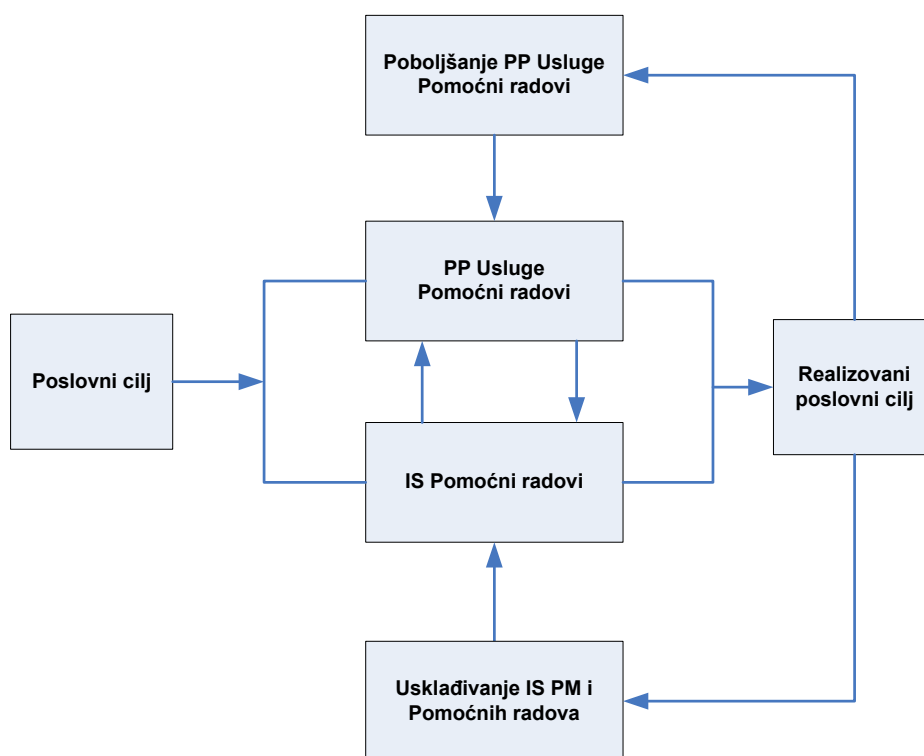 Poboljšanje PP Usluge
Pomoćni radovi
PP Usluge
Pomoćni radovi
Poslovni cilj
Realizovani
poslovni cilj
IS Pomoćni radovi
Usklađivanje IS PM i
Pomoćnih radova